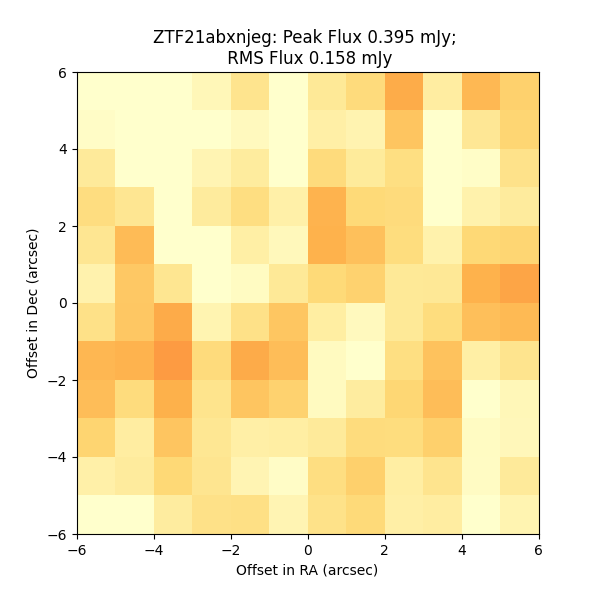 ZTF21abxnjeg: Peak Flux 0.395 mJy;
RMS Flux 0.158 mJy
6
4
2
0
−2
−4
−6
Offset in Dec (arcsec)
−6 −4 −2 0 2 4 6
Offset in RA (arcsec)